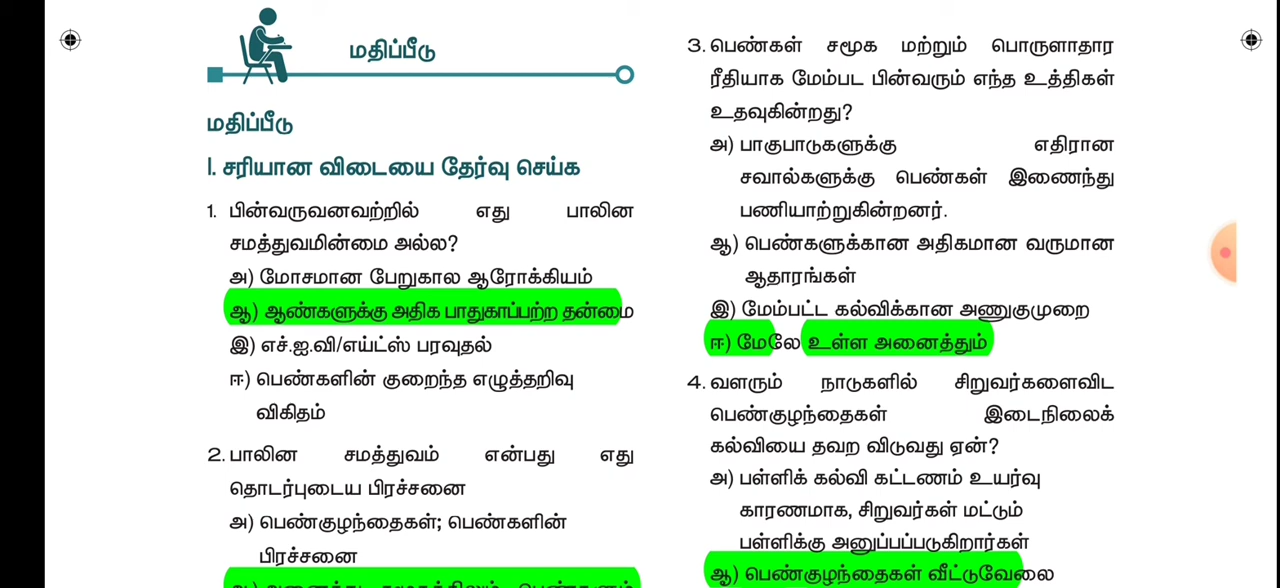 மதிப்பீடு
மதிப்பீடு
I. சரியான விடையை தேர்வு செய்க
1. பின்வருவனவற்றில் எது பாலின
சமத்துவமின்மை அல்ல?
அ) மோசமான பேறுகால ஆரோக்கியம்
ஆ) ஆண்களுக்கு அதிக பாதுகாப்பற்ற தன்மை
இ) எச்.ஐ.வி/எய்ட்ஸ் பரவுதல்
ஈ) பெண்களின் குறைந்த எழுத்தறிவு
விகிதம்
2. பாலின சமத்துவம் என்பது எது
தொடர்புடைய பிரச்சனை
அ) பெண்குழந்தைகள்; பெண்களின்
பிரச்சனை
3. பெண்கள் சமூக மற்றும் பொருளாதார
ரீதியாக மேம்பட பின்வரும் எந்த உத்திகள்
உதவுகின்றது?
அ) பாகுபாடுகளுக்கு எதிரான
சவால்களுக்கு பெண்கள் இணைந்து
பணியாற்றுகின்றனர்.
ஆ) பெண்களுக்கான அதிகமான வருமான
ஆதாரங்கள்
இ) மேம்பட்ட கல்விக்கான அணுகுமுறை
ஈ) மேலே உள்ள அனைத்தும்
4. வளரும் நாடுகளில் சிறுவர்களைவிட
பெண்குழந்தைகள் இடைநிலைக்
கல்வியை தவற விடுவது ஏன்?
அ) பள்ளிக் கல்வி கட்டணம் உயர்வு
காரணமாக, சிறுவர்கள் மட்டும்
பள்ளிக்கு அனுப்பப்படுகிறார்கள்
ஆ) பெண்குழந்தைகள் வீட்டுவேலை